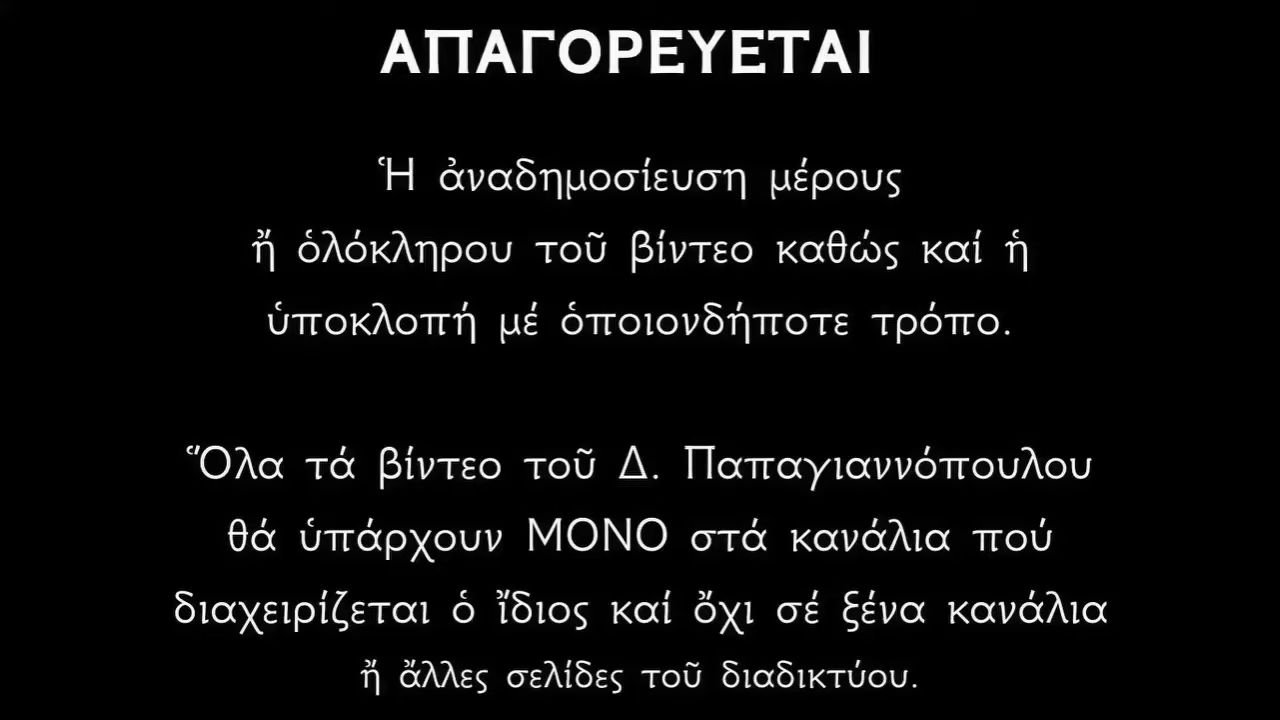 ΑΠΑΓΟΡΕΥΕΤΑΙ
Ἡ ἀναδημοσίευση μέρους
ἤ ὁλόκληρου τοῦ βίντεο καθώς καί ἡ
ὑποκλοπή μέ ὁποιονδήποτε τρόπο.
Ὅλα τά βίντεο τοῦ Δ. Παπαγιαννόπουλου
θά ὑπάρχουν ΜΟΝΟ στά κανάλια πού
διαχειρίζεται ὁ ἴδιος καί ὄχι σέ ξένα κανάλια
ἤ ἄλλες σελίδες τοῦ διαδικτύου.